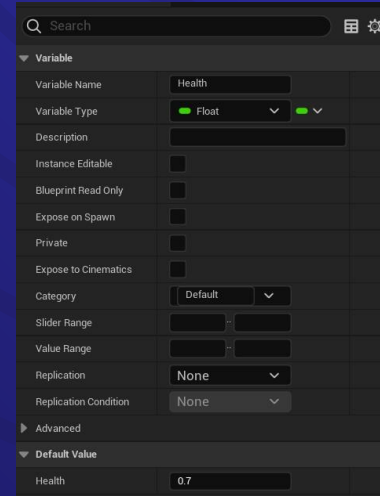 Search
Variable
Variable Name Health
Variable Type Float
Description
Instance Editable
Blueprint Read Only
Expose on Spawn
Private
Expose to Cinematics
Category Default
Slider Range ..
Value Range ..
Replication None
Replication Condition None
Advanced
Default Value
Health 0.7